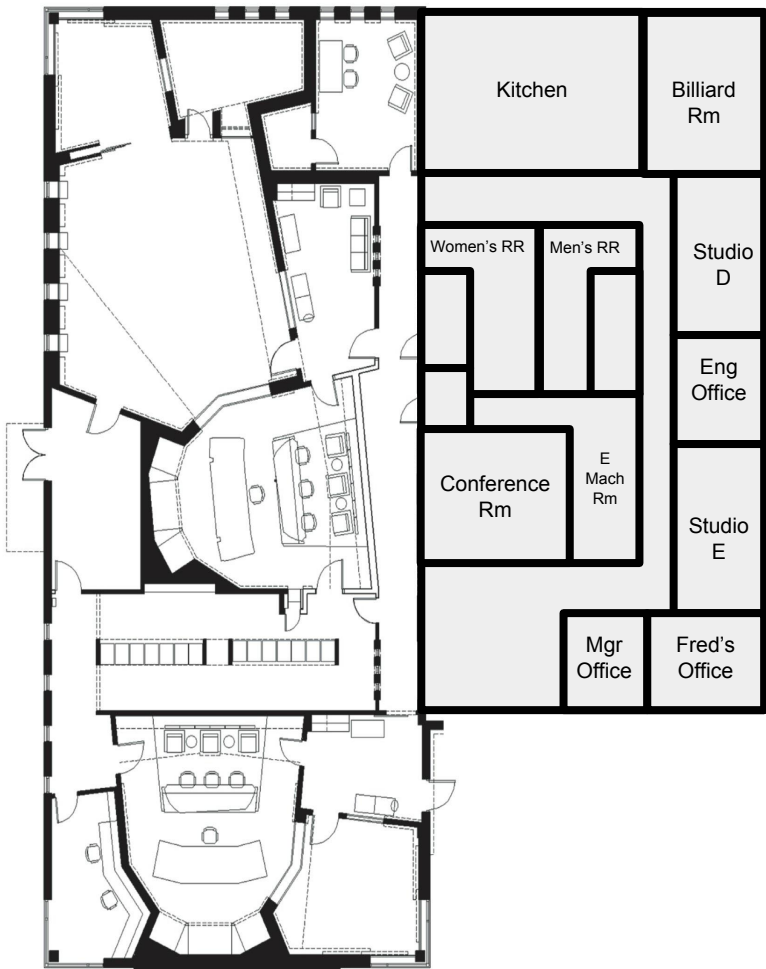 Kitchen
Billiard
Rm
Women's RR
Men's RR
Studio
D
Eng
Office
Conference
Rm
E
Mach
Rm
Studio
E
Mgr
Office
Fred's
Office